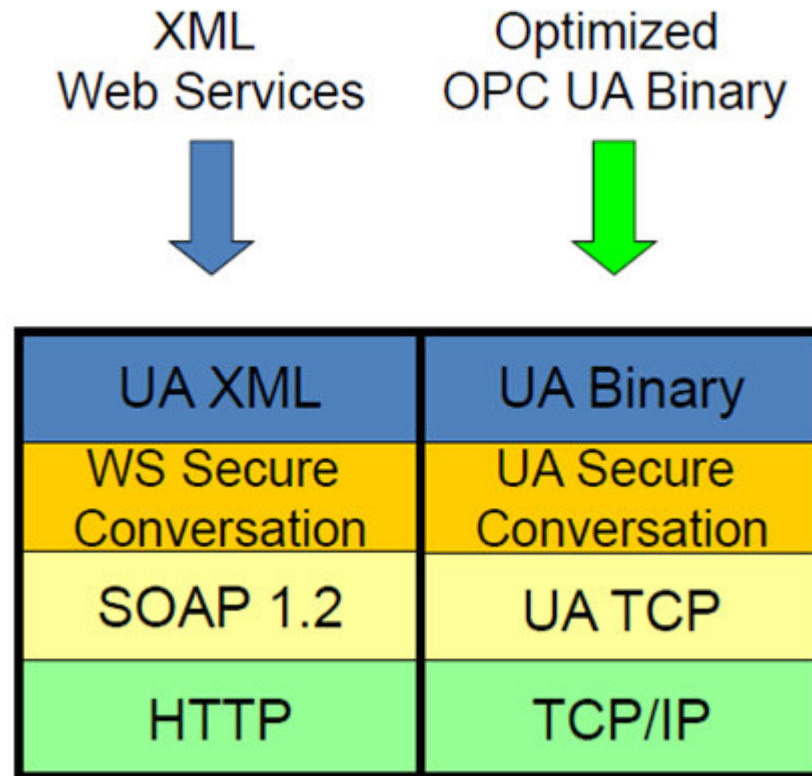 XML
Web Services
Optimized
OPC UA Binary
UA XML
UA Binary
WS Secure
Conversation
UA Secure
Conversation
SOAP 1.2
UA TCP
HTTP
TCP/IP